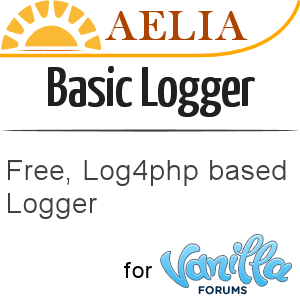 AELIA
Basic Logger
Free, Log4php based
Logger
for Vanilla
FORUMS